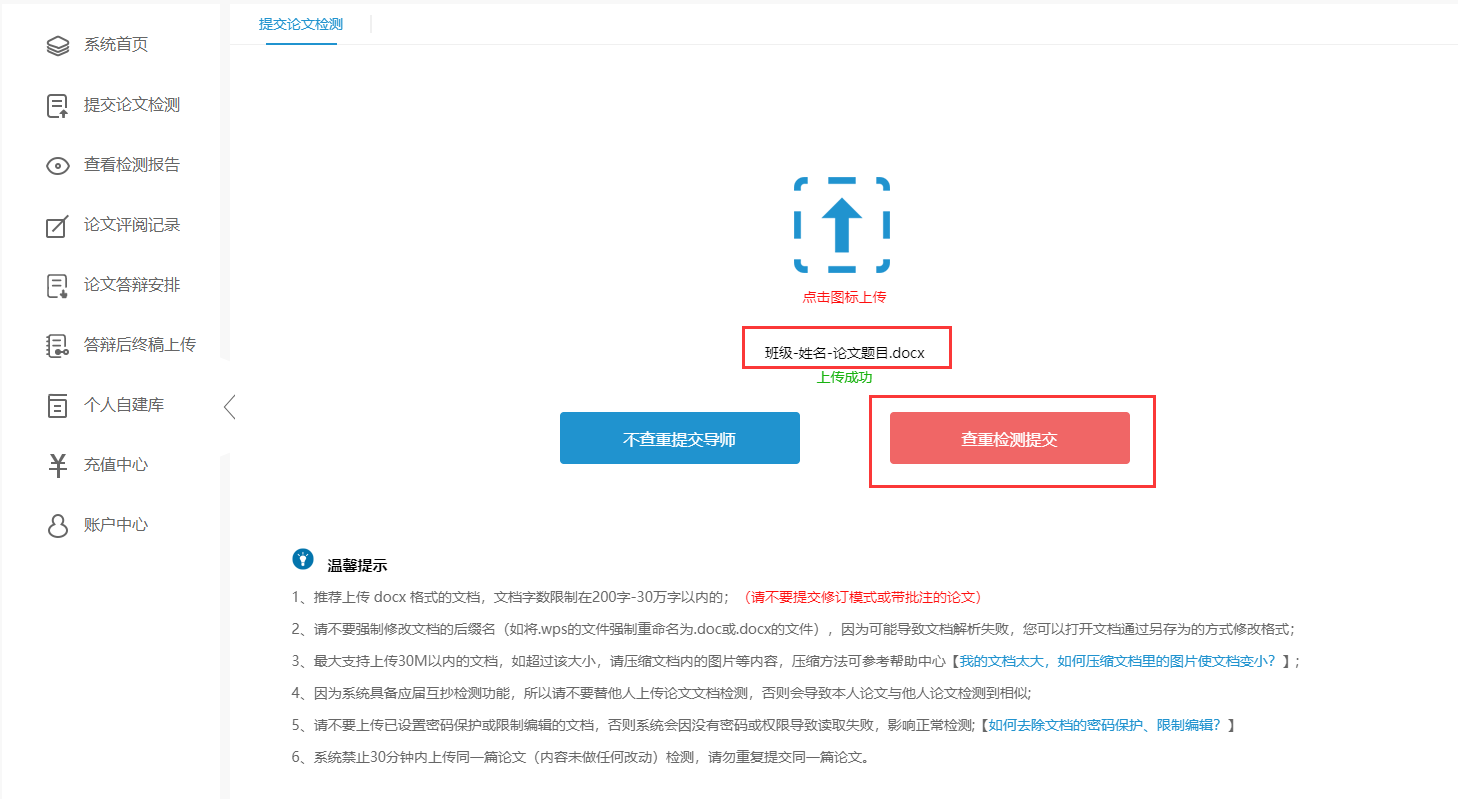 系统首页
提交论文检测
查看检测报告
论文评阅记录
论文答辩安排
答辩后终稿上传
个人自建库
充值中心
账户中心
提交论文检测
点击图标上传
班级-姓名-论文题目.docx
上传成功
不查重提交导师
查重检测提交
温馨提示
1、推荐上传 docx 格式的文档，文档字数限制在200字-30万字以内的；（请不要提交修订模式或带批注的论文）
2、请不要强制修改文档的后缀名（如将.wps的文件强制重命名为.doc或.docx的文件），因为可能导致文档解析失败，您可以打开文档通过另存为的方式修改格式；
3、最大支持上传30M以内的文档，如超过该大小，请压缩文档内的图片等内容，压缩方法可参考帮助中心【我的文档太大，如何压缩文档里的图片使文档变小？】；
4、因为系统具备应届互抄检测功能，所以请不要替他人上传论文文档检测，否则会导致本人论文与他人论文检测到相似;
5、请不要上传已设置密码保护或限制编辑的文档，否则系统会因没有密码或权限导致读取失败，影响正常检测;【如何去除文档的密码保护、限制编辑？】
6、系统禁止30分钟内上传同一篇论文（内容未做任何改动）检测，请勿重复提交同一篇论文。